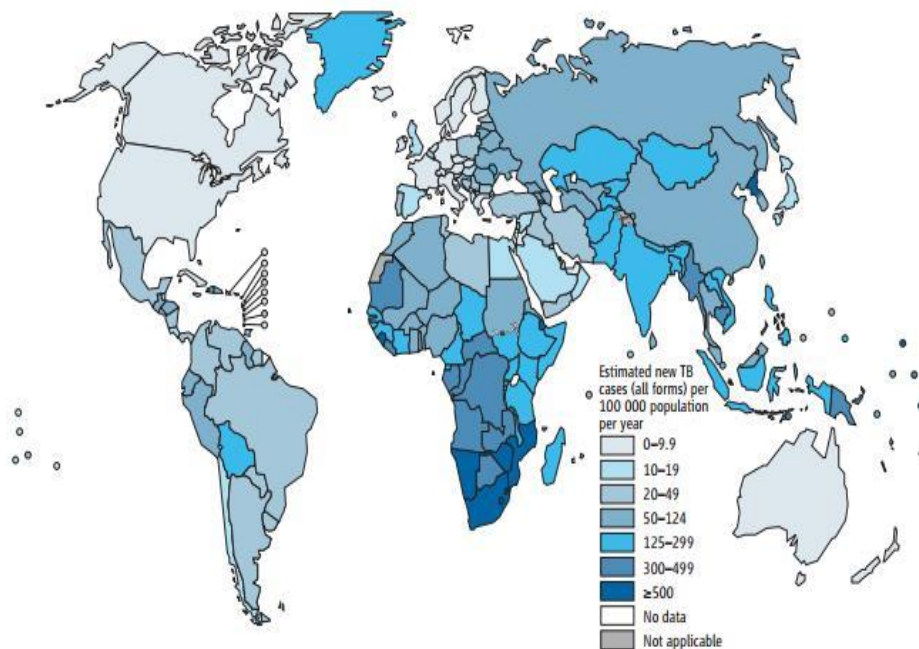 Estimated new TB
cases (all forms) per
100 000 population
per year
0–9.9
10–19
20–49
50–124
125–299
300–499
≥500
No data
Not applicable